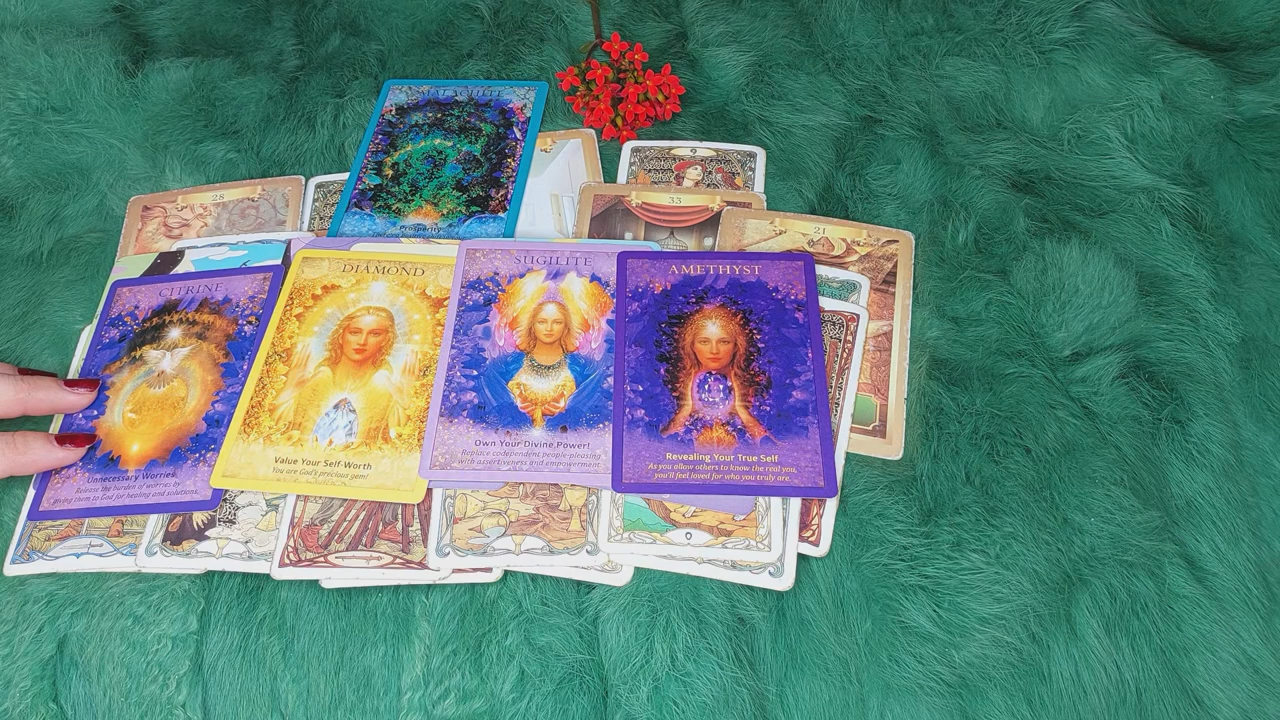 MALAQUITE
Prosperity
9
28
33
21
CITRINE
Unnecessary Worries
Release the burden of worries by
giving them to God for healing and solutions.
DIAMOND
Value Your Self-Worth
You are God's precious gem!
SUGILITE
Own Your Divine Power!
Replace codependent people-pleasing
with assertiveness and empowerment.
AMETHYST
Revealing Your True Self
As you allow others to know the real you,
you'll feel loved for who you truly are.
0